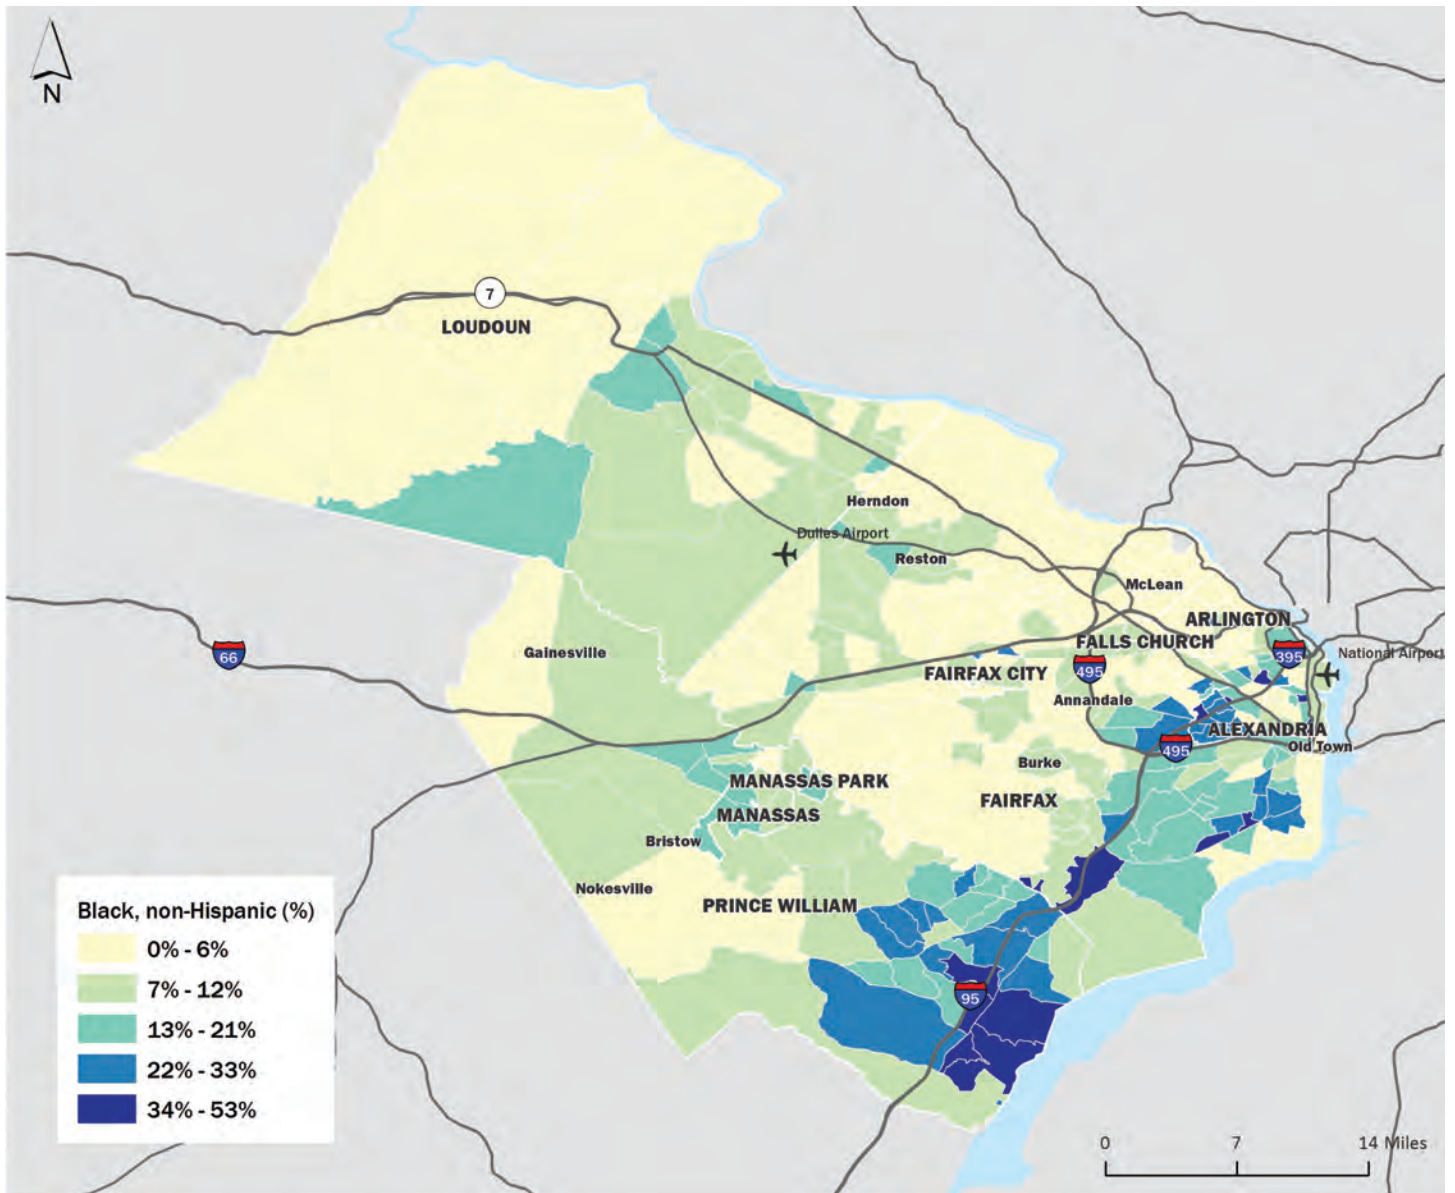 N
7
LOUDOUN
Herndon
Dulles Airport
Reston
McLean
ARLINGTON
FALLS CHURCH
395
National Airport
66
Gainesville
FAIRFAX CITY
495
Annandale
ALEXANDRIA
495
Old Town
Burke
MANASSAS PARK
FAIRFAX
MANASSAS
Bristow
Nokesville
PRINCE WILLIAM
95
Black, non-Hispanic (%)
0% - 6%
7% - 12%
13% - 21%
22% - 33%
34% - 53%
0 7 14 Miles